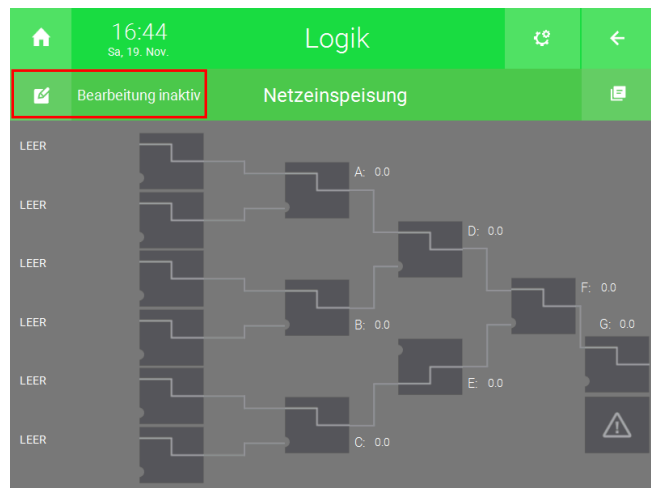 16:44
Logik
Sa, 19. Nov.
Bearbeitung inaktiv
Netzeinspeisung
LEER
A: 0.0
LEER
D: 0.0
LEER
F: 0.0
LEER
B: 0.0
G: 0.0
LEER
E: 0.0
LEER
C: 0.0